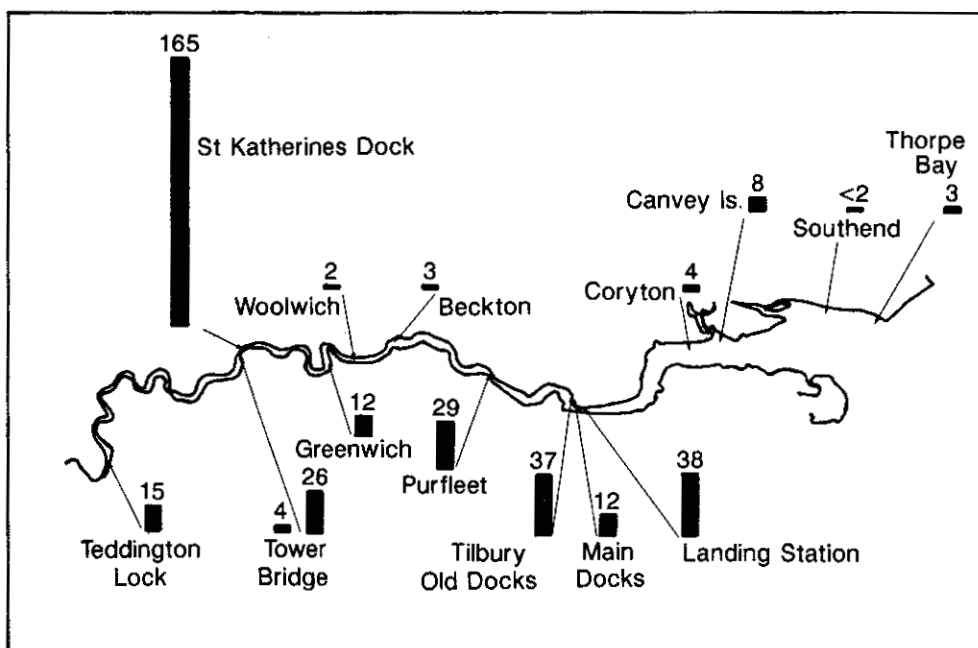 165
St Katherines Dock
Thorpe
Bay
8
Canvey Is.
<2
Southend
3
2
Woolwich
3
Beckton
4
Coryton
12
Greenwich
29
Purfleet
15
Teddington
Lock
4
26
Tower
Bridge
37
Tilbury
Old Docks
12
Main
Docks
38
Landing Station